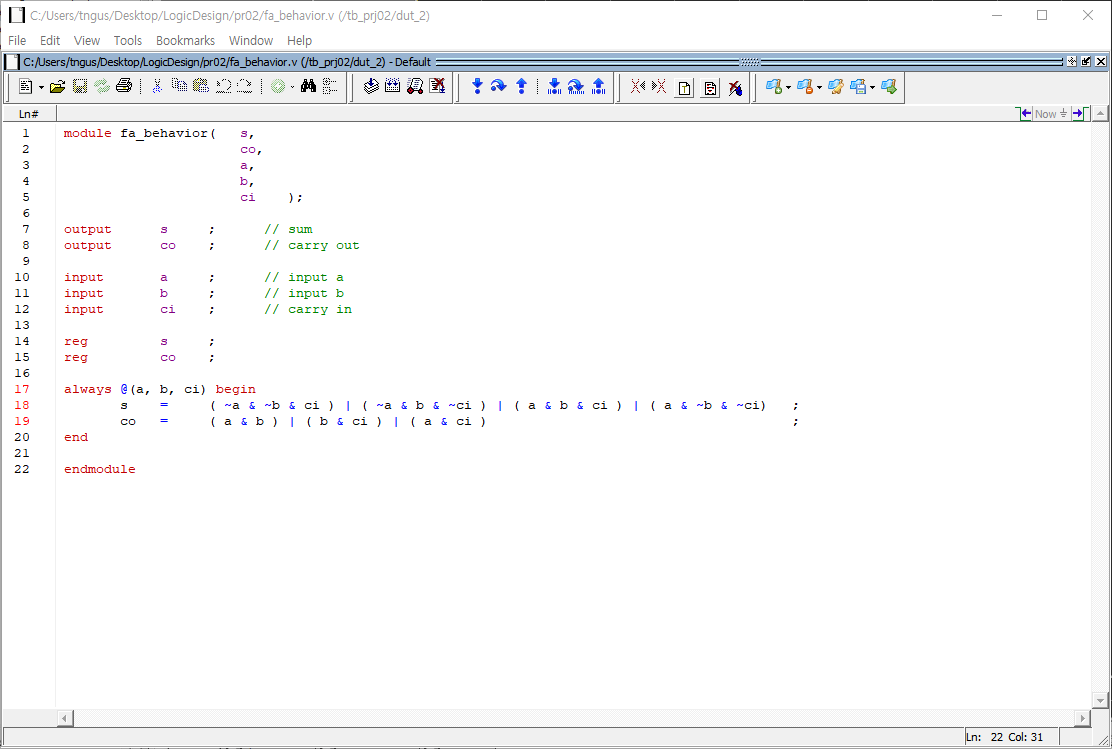 C:/Users/tngus/Desktop/LogicDesign/pr02/fa_behavior.v (/tb_prj02/dut_2)
File Edit View Tools Bookmarks Window Help
C:/Users/tngus/Desktop/LogicDesign/pr02/fa_behavior.v (/tb_prj02/dut_2) - Default
Ln# Now
1 module fa_behavior( s,
2 co,
3 a,
4 b,
5 ci );
6
7 output s ; // sum
8 output co ; // carry out
9
10 input a ; // input a
11 input b ; // input b
12 input ci ; // carry in
13
14 reg s ;
15 reg co ;
16
17 always @(a, b, ci) begin
18 s = ( ~a & ~b & ci ) | ( ~a & b & ~ci ) | ( a & b & ci ) | ( a & ~b & ~ci) ;
19 co = ( a & b ) | ( b & ci ) | ( a & ci ) ;
20 end
21
22 endmodule
Ln: 22 Col: 31